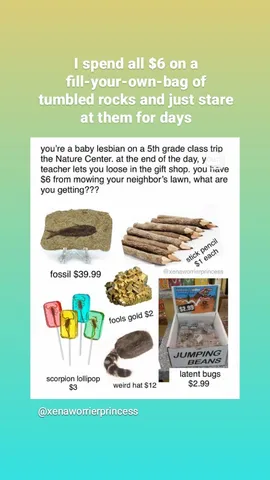 I spend all $6 on a
fill-your-own-bag of
tumbled rocks and just stare
at them for days
you're a baby lesbian on a 5th grade class trip
the Nature Center. at the end of the day, y
teacher lets you loose in the gift shop. you have
$6 from mowing your neighbor's lawn, what are
you getting???
fossil $39.99
stick pencil
$1 each
@xenaworrierprincess
fools gold $2
$2.99
JUMPING
BEANS
scorpion lollipop
$3
weird hat $12
latent bugs
$2.99
@xenaworrierprincess